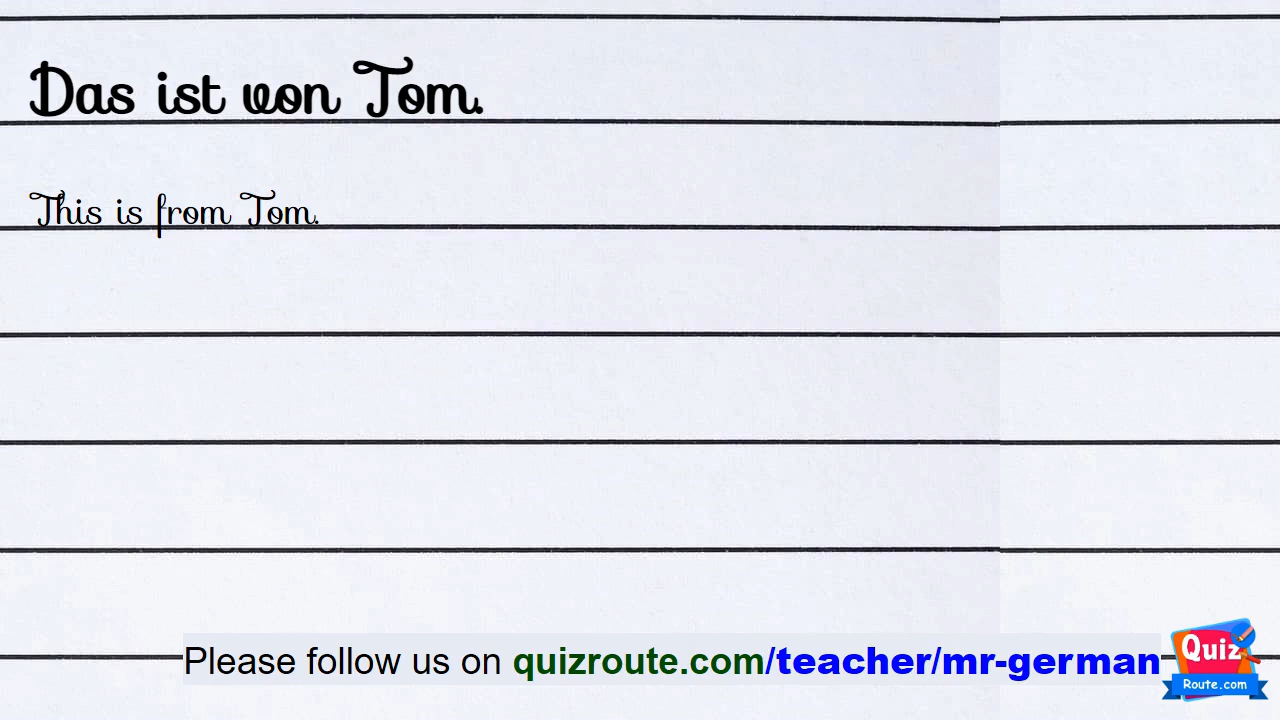 Das ist von Tom.
This is from Tom.
Please follow us on quizroute.com/teacher/mr-german
Quiz
Route.com